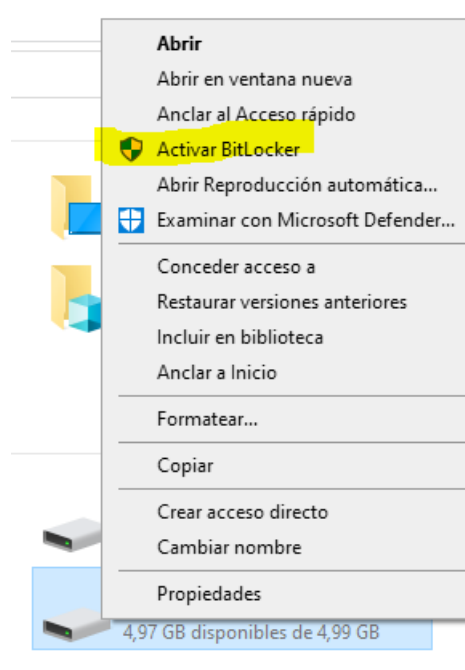 Abrir
Abrir en ventana nueva
Anclar al Acceso rápido
Activar BitLocker
Abrir Reproducción automática...
Examinar con Microsoft Defender...
Conceder acceso a
Restaurar versiones anteriores
Incluir en biblioteca
Anclar a Inicio
Formatear...
Copiar
Crear acceso directo
Cambiar nombre
Propiedades
4,97 GB disponibles de 4,99 GB